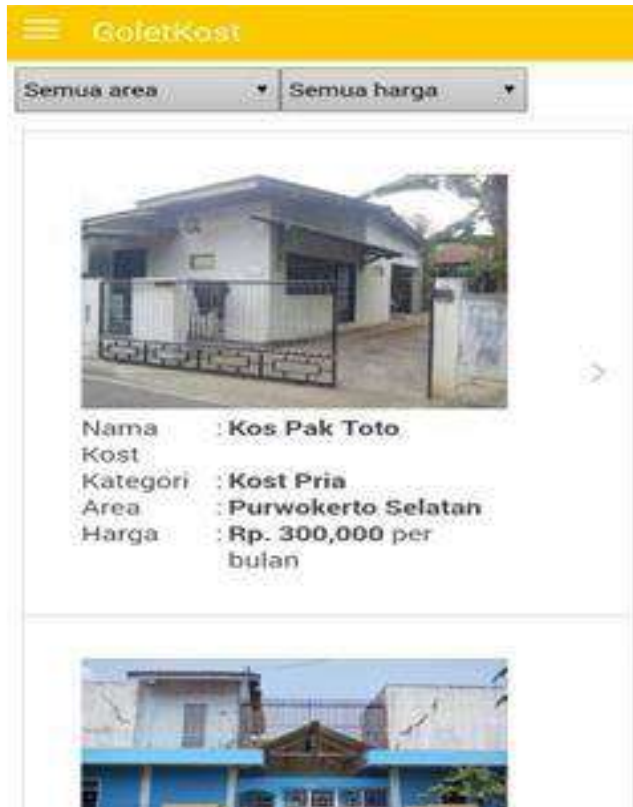 GoletKost
Semua area Semua harga
Nama : Kos Pak Toto
Kost
Kategori : Kost Pria
Area : Purwokerto Selatan
Harga : Rp. 300,000 per
bulan